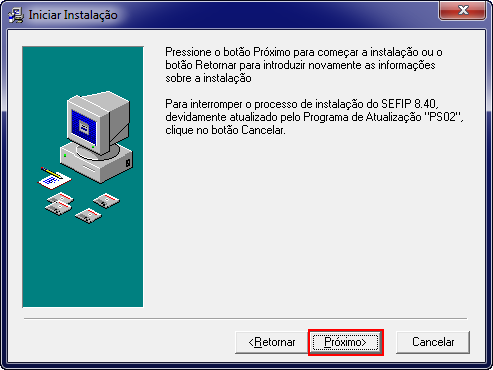 Iniciar Instalação
Pressione o botão Próximo para começar a instalação ou o
botão Retornar para introduzir novamente as informações
sobre a instalação
Para interromper o processo de instalação do SEFIP 8.40,
devidamente atualizado pelo Programa de Atualização "PS02",
clique no botão Cancelar.
<Retornar
Próximo>
Cancelar